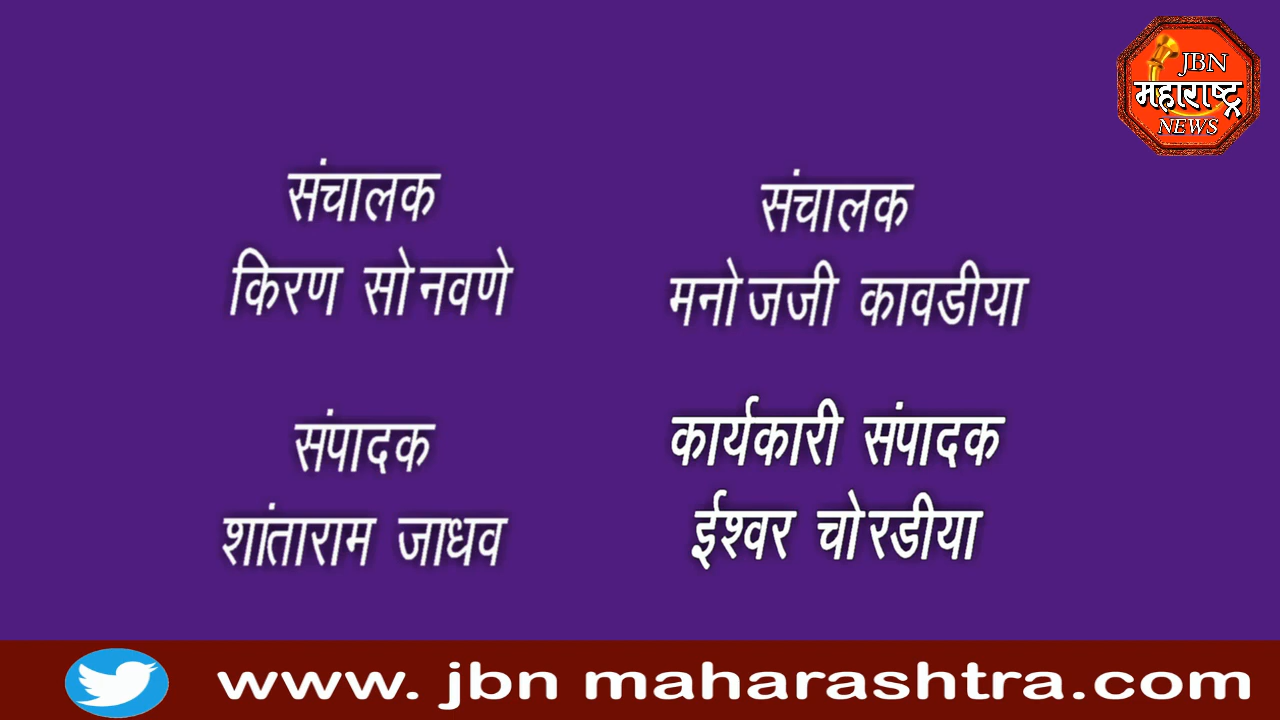 JBN
महाराष्ट्र
NEWS
संचालक
किरण सोनवणे
संचालक
मनोजजी कावडीया
संपादक
शांताराम जाधव
कार्यकारी संपादक
ईश्वर चोरडीया
www. jbn maharashtra.com